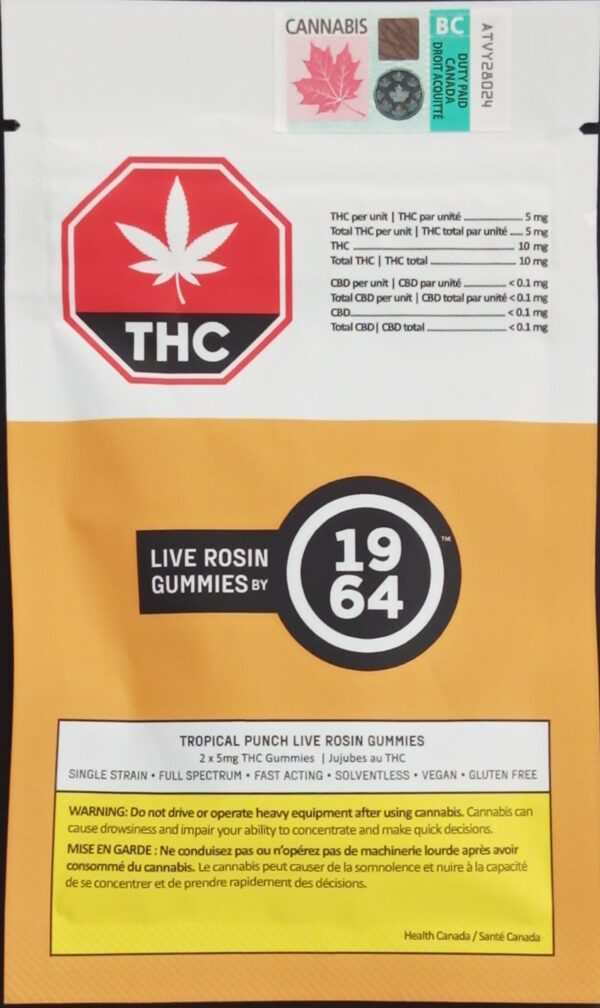 CANNABIS
BC
DUTY PAID
CANADA
DROIT ACQUITTÉ
ATVY28024
THC per unit | THC par unité 5 mg
Total THC per unit | THC total par unité 5 mg
THC 10 mg
Total THC | THC total 10 mg
CBD per unit | CBD par unité < 0.1 mg
Total CBD per unit | CBD total par unité < 0.1 mg
CBD < 0.1 mg
Total CBD| CBD total < 0.1 mg
THC
LIVE ROSIN
GUMMIES BY
19
64
TM
TROPICAL PUNCH LIVE ROSIN GUMMIES
2 x 5mg THC Gummies | Jujubes au THC
SINGLE STRAIN • FULL SPECTRUM • FAST ACTING • SOLVENTLESS • VEGAN • GLUTEN FREE
WARNING: Do not drive or operate heavy equipment after using cannabis. Cannabis can
cause drowsiness and impair your ability to concentrate and make quick decisions.
MISE EN GARDE : Ne conduisez pas ou n'opérez pas de machinerie lourde après avoir
consommé du cannabis. Le cannabis peut causer de la somnolence et nuire à la capacité
de se concentrer et de prendre rapidement des décisions.
Health Canada / Santé Canada